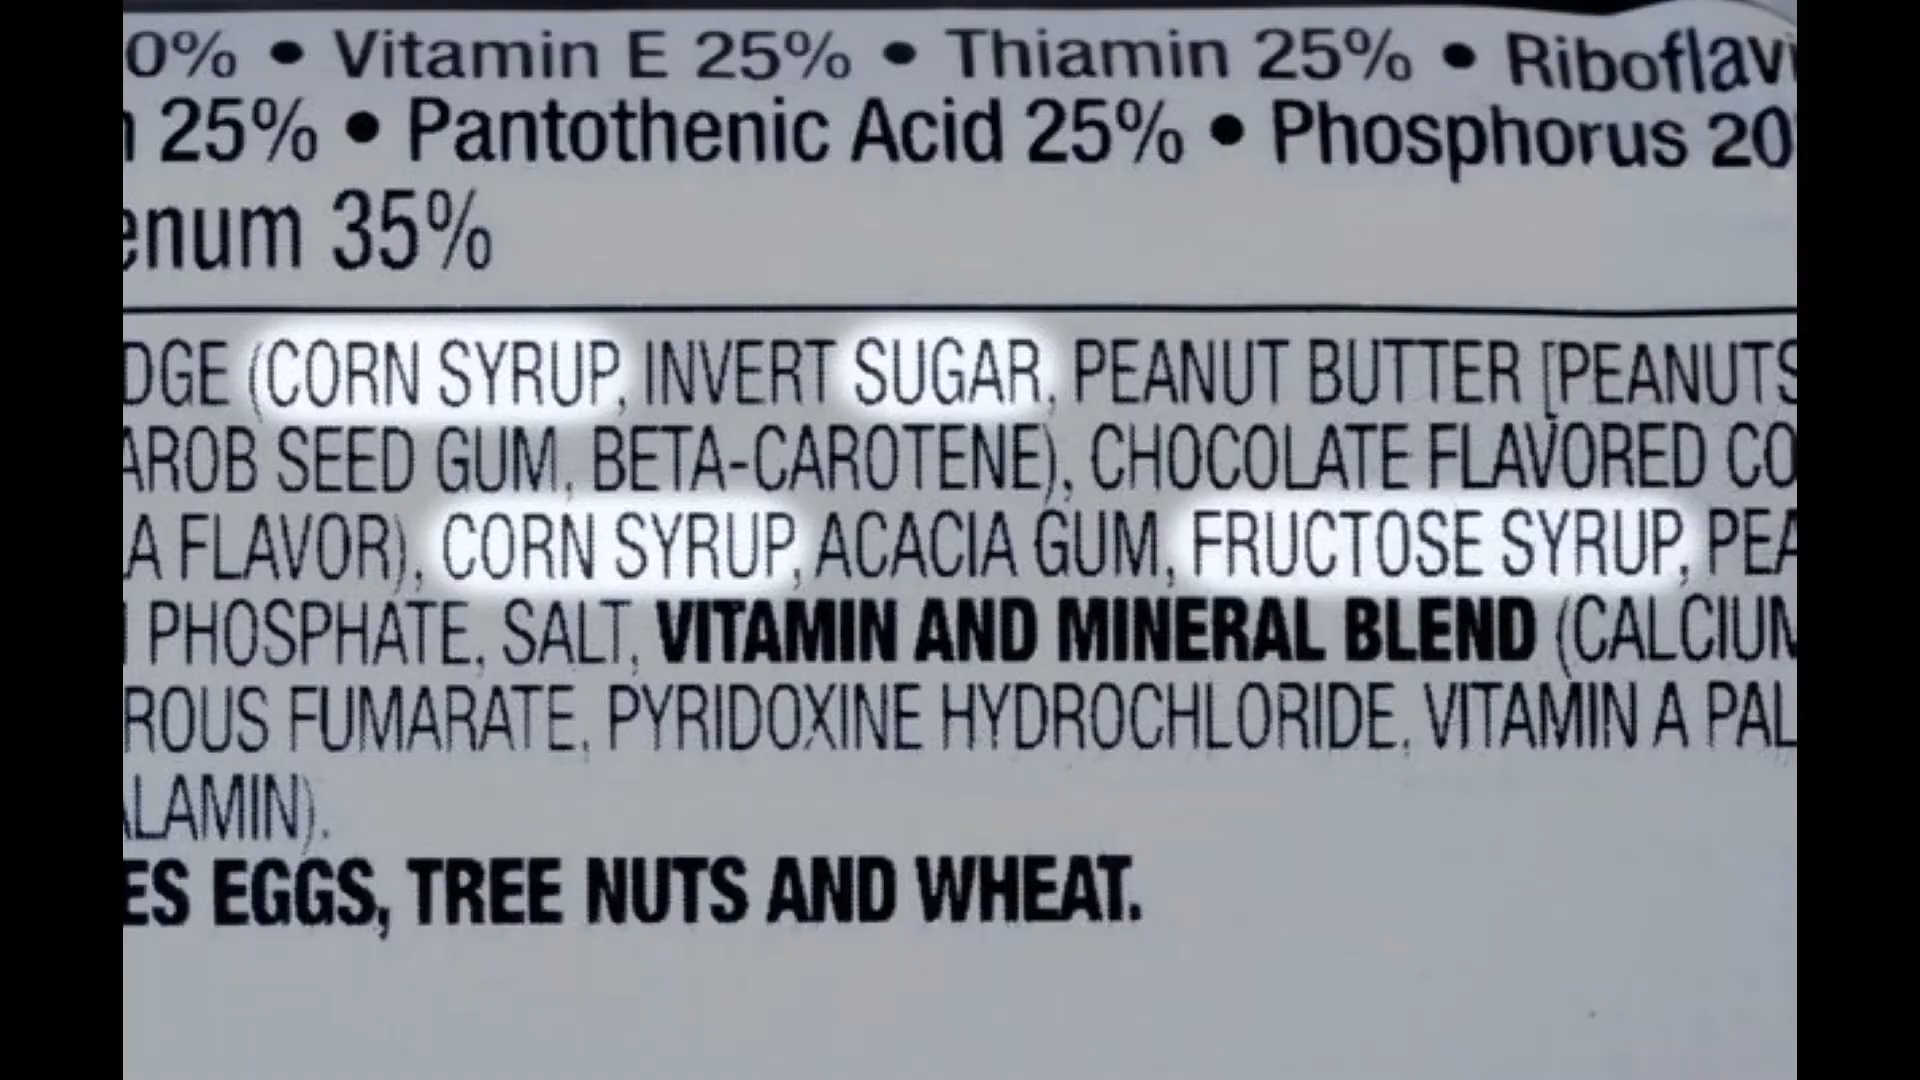 0% • Vitamin E 25% • Thiamin 25% • Riboflavi
25% • Pantothenic Acid 25% • Phosphorus 20
enum 35%
DGE (CORN SYRUP, INVERT SUGAR, PEANUT BUTTER [PEANUTS
AROB SEED GUM, BETA-CAROTENE), CHOCOLATE FLAVORED CO
A FLAVOR), CORN SYRUP, ACACIA GUM, FRUCTOSE SYRUP, PEA
PHOSPHATE, SALT, VITAMIN AND MINERAL BLEND (CALCIUM
ROUS FUMARATE, PYRIDOXINE HYDROCHLORIDE, VITAMIN A PAL
ALAMIN).
ES EGGS, TREE NUTS AND WHEAT.